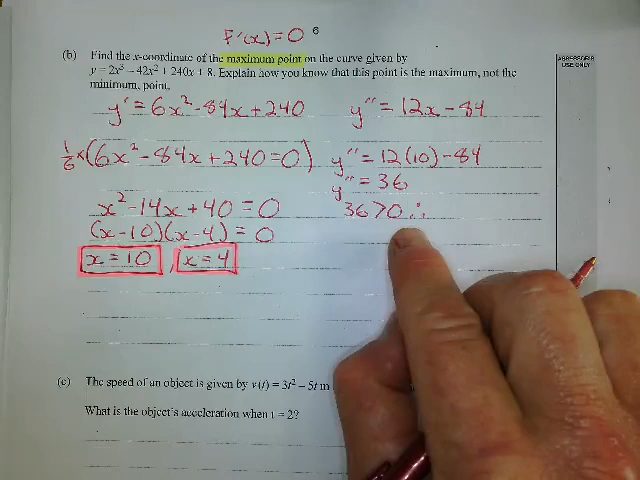 F'(x) = 0
6
(b) Find the x-coordinate of the maximum point on the curve given by
y = 2x³ – 42x² + 240x + 8. Explain how you know that this point is the maximum, not the
minimum, point.
ASSESSOR'S
USE ONLY
y' = 6x² - 84x + 240
y'' = 12x - 84
1/6 × (6x² - 84x + 240 = 0)
y'' = 12(10) - 84
y'' = 36
x² - 14x + 40 = 0
36 > 0 ∴
(x - 10)(x - 4) = 0
x = 10 , x = 4
(c) The speed of an object is given by v(t) = 3t² – 5t m
What is the object's acceleration when t = 2?